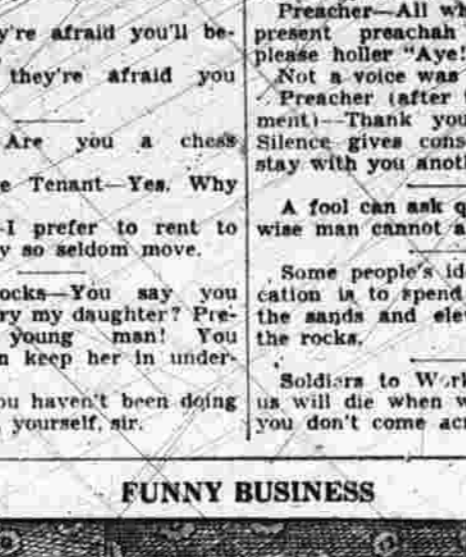 y're afraid you'll be-
they're afraid you
Are you a chess
e Tenant—Yes. Why
-I prefer to rent to
y so seldom move.
ocks—You say you
ry my daughter? Pre-
young man! You
n keep her in under-
ou haven't been doing
yourself, sir.
Preacher—All wh
present preachah
please holler "Aye!
Not a voice was
Preacher (after
ment)—Thank you
Silence gives cons
stay with you anoth
A fool can ask q
wise man cannot a
Some people's id
cation is to spend
the sands and elev
the rocks.
Soldiers to Work
us will die when w
you don't come acr
FUNNY BUSINESS